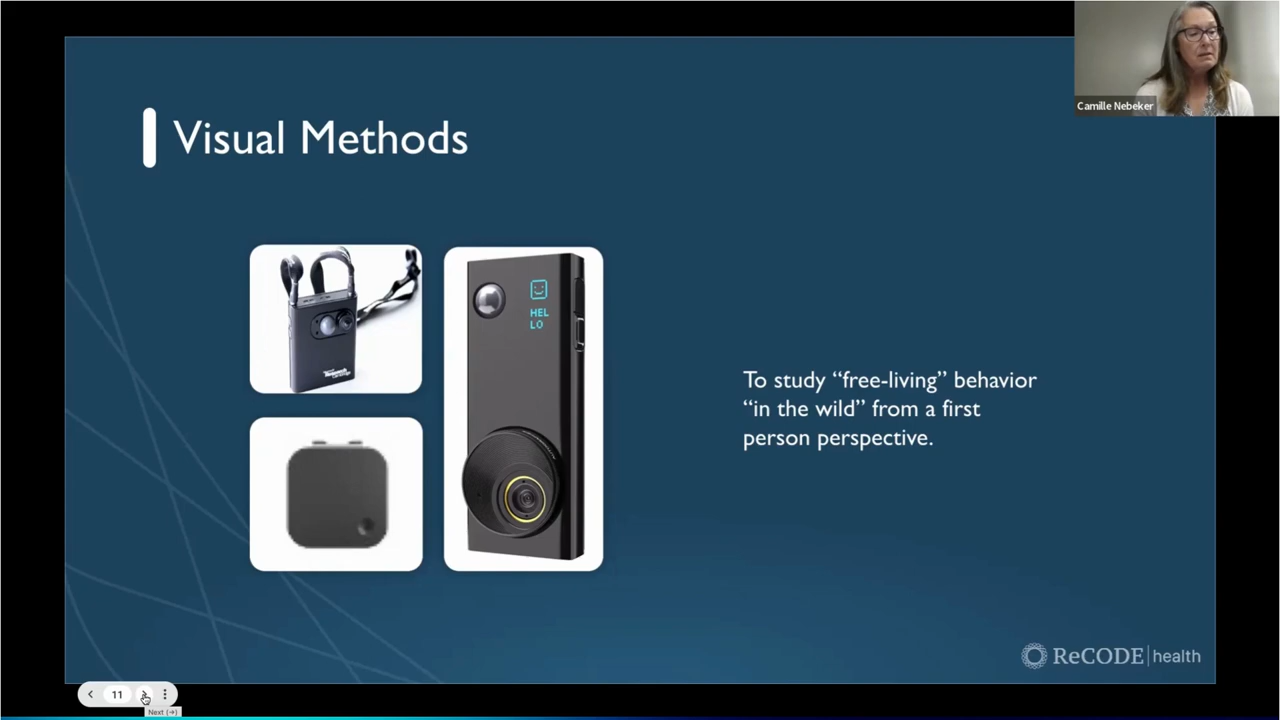 Camille Nebeker
Visual Methods
HEL
LO
To study “free-living” behavior
“in the wild” from a first
person perspective.
ReCODE health
11
Next (→)